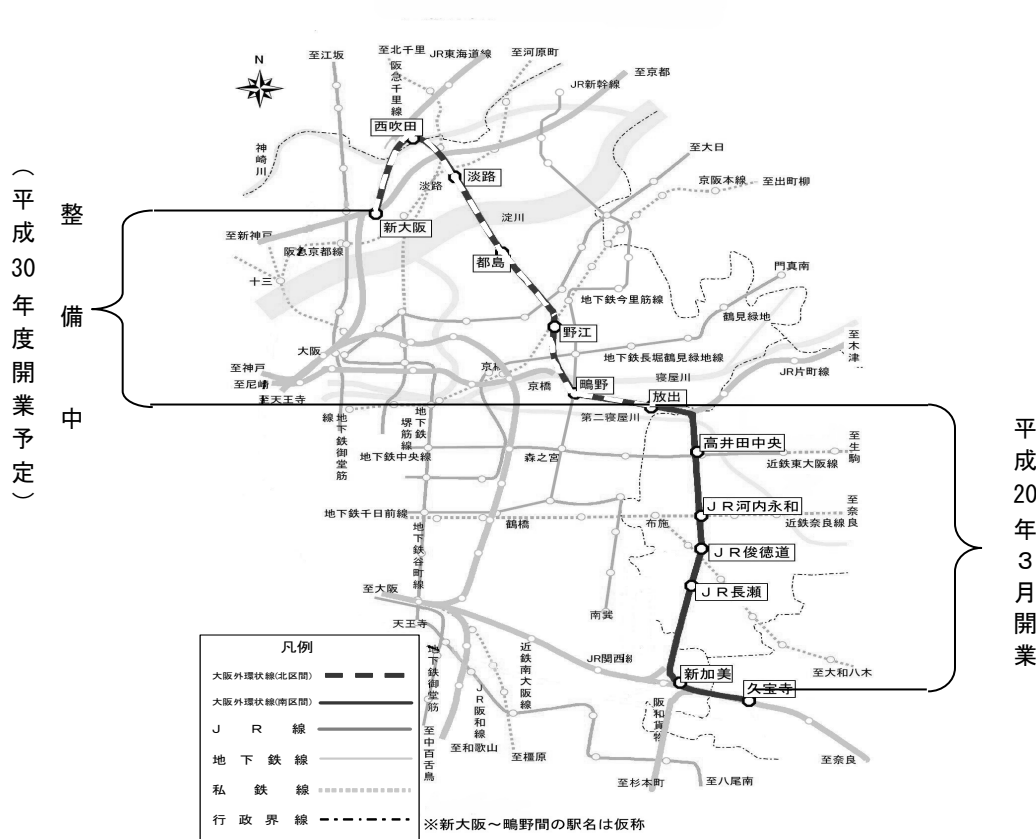 至江坂
至北千里
阪急千里線
JR東海道線
至河原町
至京都
JR新幹線
N
西吹田
神崎川
淡路
淡路
至大日
京阪本線
至出町柳
新大阪
淀川
至新神戸
阪急京都線
都島
十三
門真南
地下鉄今里筋線
鶴見緑地
野江
至木津
大阪
地下鉄長堀鶴見緑地線
JR片町線
至神戸
至尼崎
至天王寺
京橋
鴫野
寝屋川
放出
第二寝屋川
地下鉄御堂筋線
地下鉄堺筋線
地下鉄中央線
森之宮
高井田中央
至生駒
近鉄東大阪線
地下鉄千日前線
鶴橋
JR河内永和
布施
至奈良
近鉄奈良線
地下鉄谷町線
JR俊徳道
JR長瀬
至大阪
天王寺
南巽
近鉄南大阪線
JR関西線
新加美
久宝寺
至大和八木
地下鉄御堂筋
JR阪和線
阪和貨物
至中百舌鳥
至和歌山
至橿原
至杉本町
至八尾南
至奈良
整備中
(平成30年度開業予定)
平成20年3月開業
凡例
大阪外環状線(北区間)
大阪外環状線(南区間)
JR線
地下鉄線
私鉄線
行政界線
※新大阪~鴫野間の駅名は仮称